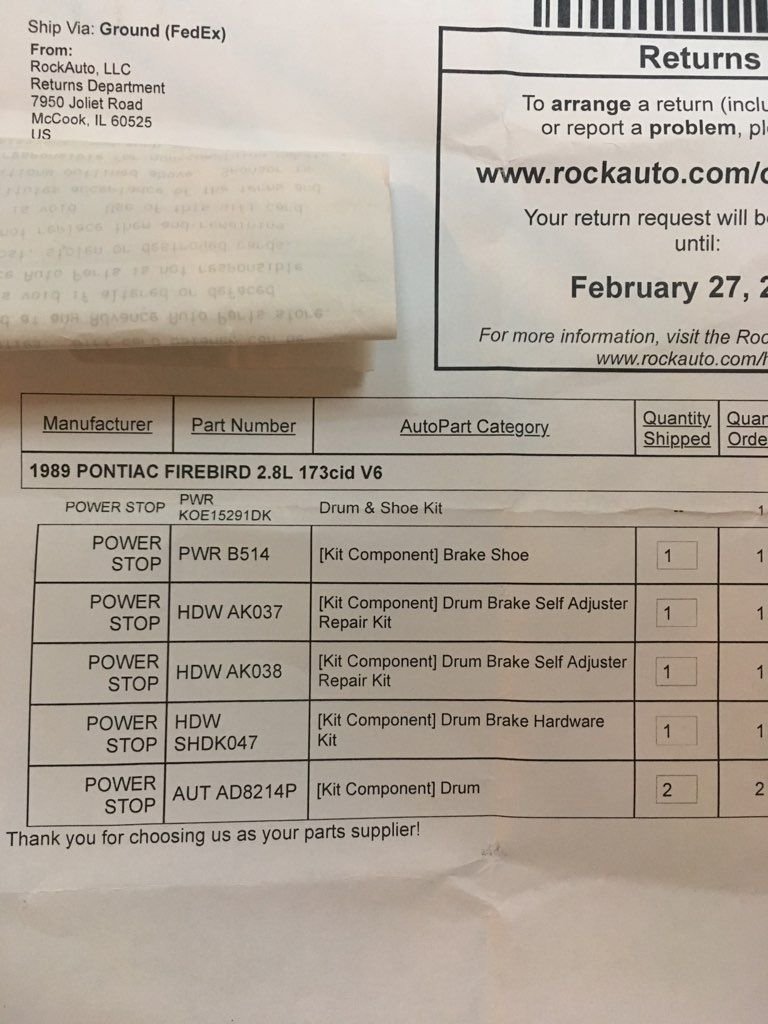 Ship Via: Ground (FedEx)
From:
RockAuto, LLC
Returns Department
7950 Joliet Road
McCook, IL 60525
US
Returns
To arrange a return (inclu
or report a problem, pl
www.rockauto.com/o
Your return request will b
until:
February 27, 2
For more information, visit the Roc
www.rockauto.com/h
Manufacturer Part Number AutoPart Category Quantity Shipped Quan Orde
1989 PONTIAC FIREBIRD 2.8L 173cid V6
POWER STOP PWR KOE15291DK Drum & Shoe Kit -- 1
POWER STOP PWR B514 [Kit Component] Brake Shoe 1 1
POWER STOP HDW AK037 [Kit Component] Drum Brake Self Adjuster Repair Kit 1 1
POWER STOP HDW AK038 [Kit Component] Drum Brake Self Adjuster Repair Kit 1 1
POWER STOP HDW SHDK047 [Kit Component] Drum Brake Hardware Kit 1 1
POWER STOP AUT AD8214P [Kit Component] Drum 2 2
Thank you for choosing us as your parts supplier!